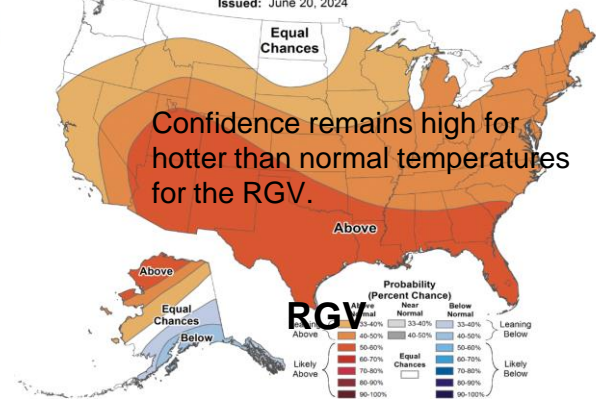 Issued: June 20, 2024
Equal
Chances
Confidence remains high for
hotter than normal temperatures
for the RGV.
Above
Above
Equal
Chances
Below
RGV
Probability
(Percent Chance)
Above
Normal
Near
Normal
Below
Normal
Leaning
Above
33-40%
33-40%
33-40%
Leaning
Below
40-50%
40-50%
40-50%
50-60%
50-60%
Likely
Above
60-70%
Equal
Chances
60-70%
Likely
Below
70-80%
70-80%
80-90%
80-90%
90-100%
90-100%